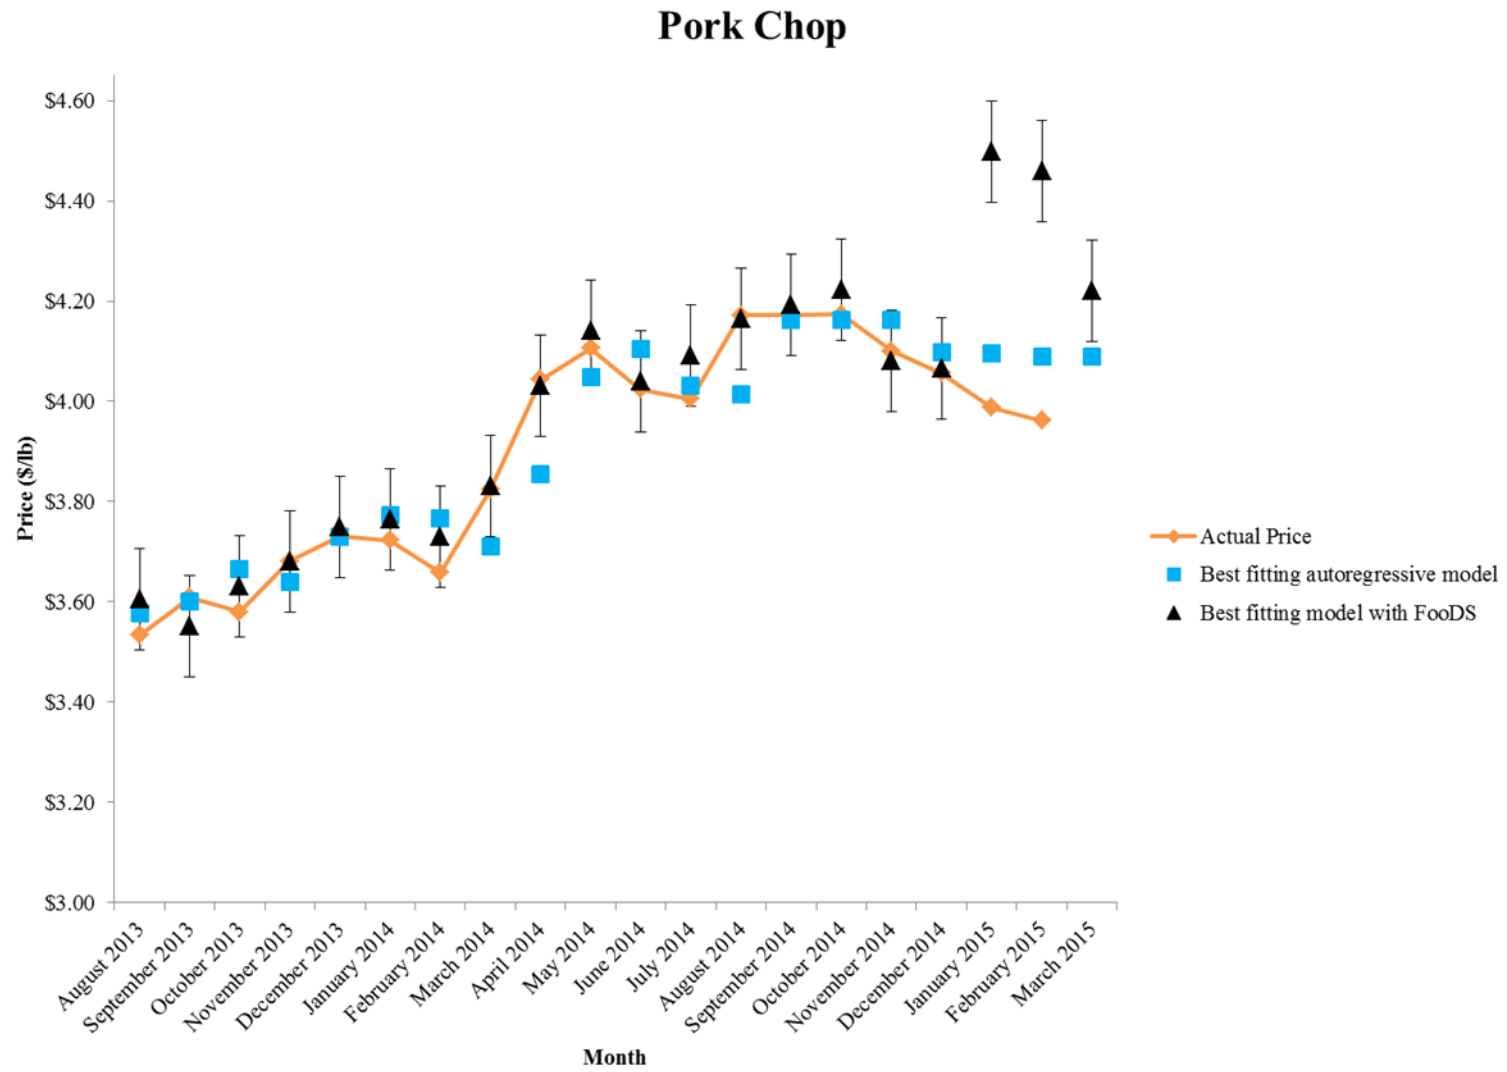 Pork Chop
$4.60
$4.40
$4.20
$4.00
$3.80
$3.60
$3.40
$3.20
$3.00
Price ($/lb)
August 2013
September 2013
October 2013
November 2013
December 2013
January 2014
February 2014
March 2014
April 2014
May 2014
June 2014
July 2014
August 2014
September 2014
October 2014
November 2014
December 2014
January 2015
February 2015
March 2015
Month
Actual Price
Best fitting autoregressive model
Best fitting model with FooDS